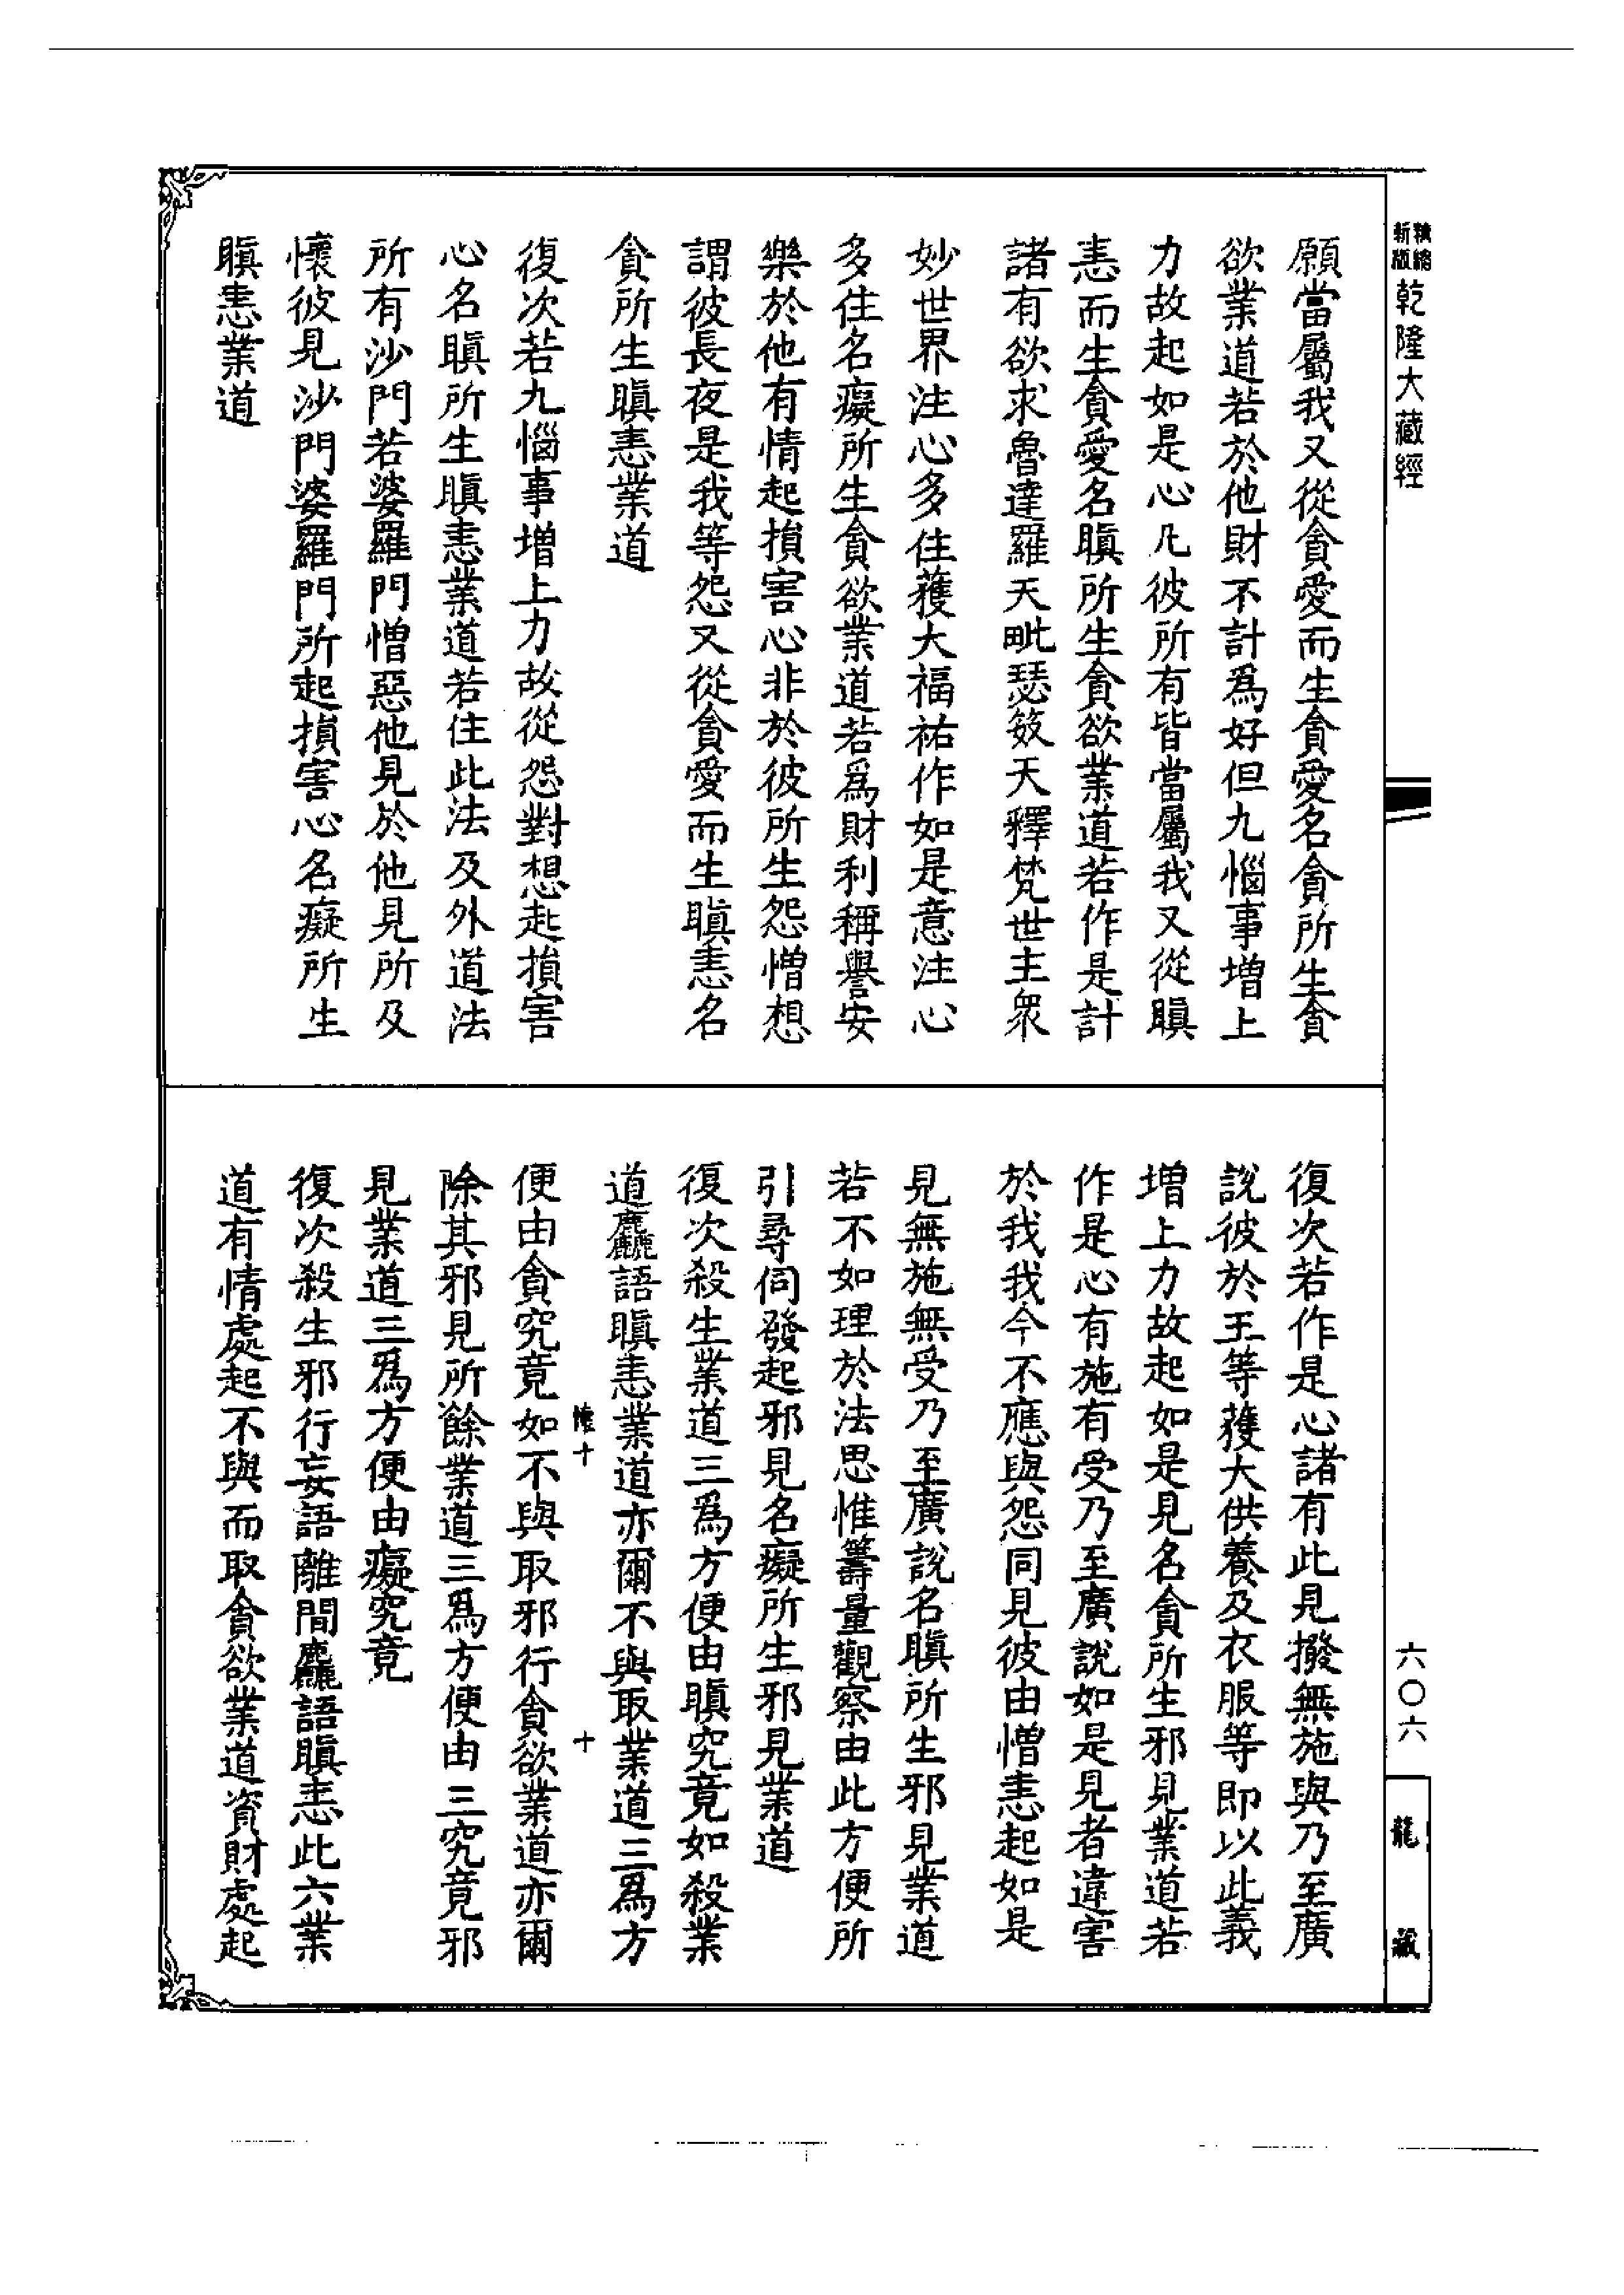 精縮新版
乾隆大藏經
六〇六
龍藏
願當屬我又從貪愛而生貪愛名貪所生貪
欲業道若於他財不計爲好但九惱事增上
力故起如是心凡彼所有皆當屬我又從瞋
恚而生貪愛名瞋所生貪欲業道若作是計
諸有欲求魯達羅天毗瑟笯天釋梵世主衆
妙世界注心多住獲大福祐作如是意注心
多住名癡所生貪欲業道若爲財利稱譽安
樂於他有情起損害心非於彼所生怨憎想
謂彼長夜是我等怨又從貪愛而生瞋恚名
貪所生瞋恚業道
復次若九惱事增上力故從怨對想起損害
心名瞋所生瞋恚業道若住此法及外道法
所有沙門若婆羅門憎惡他見於他見所及
懷彼見沙門婆羅門所起損害心名癡所生
瞋恚業道
復次若作是心諸有此見撥無施與乃至廣
說彼於王等獲大供養及衣服等即以此義
增上力故起如是見名貪所生邪見業道若
作是心有施有受乃至廣說如是見者違害
於我我今不應與怨同見彼由憎恚起如是
見無施無受乃至廣說名瞋所生邪見業道
若不如理於法思惟籌量觀察由此方便所
引尋伺發起邪見名癡所生邪見業道
復次殺生業道三爲方便由瞋究竟如殺業
道麤語瞋恚業道亦爾不與取業道三爲方
懷十
十
便由貪究竟如不與取邪行貪欲業道亦爾
除其邪見所餘業道三爲方便由三究竟邪
見業道三爲方便由癡究竟
復次殺生邪行妄語離間麤語瞋恚此六業
道有情處起不與而取貪欲業道資財處起